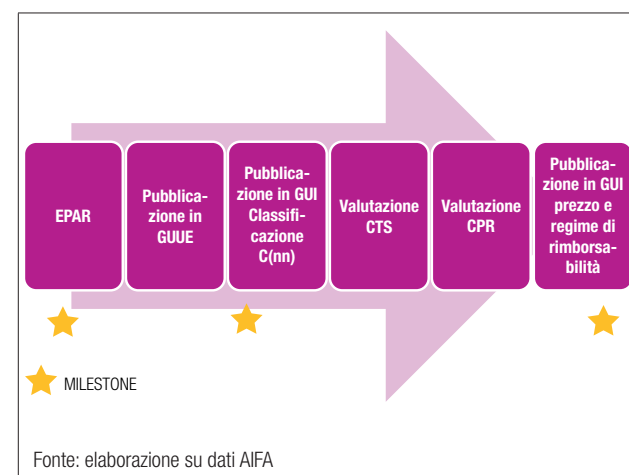 EPAR
Pubblica-
zione in
GUUE
Pubblica-
zione in GUI
Classifi-
cazione
C(nn)
Valutazione
CTS
Valutazione
CPR
Pubblica-
zione in GUI
prezzo e
regime di
rimborsa-
bilità
MILESTONE
Fonte: elaborazione su dati AIFA